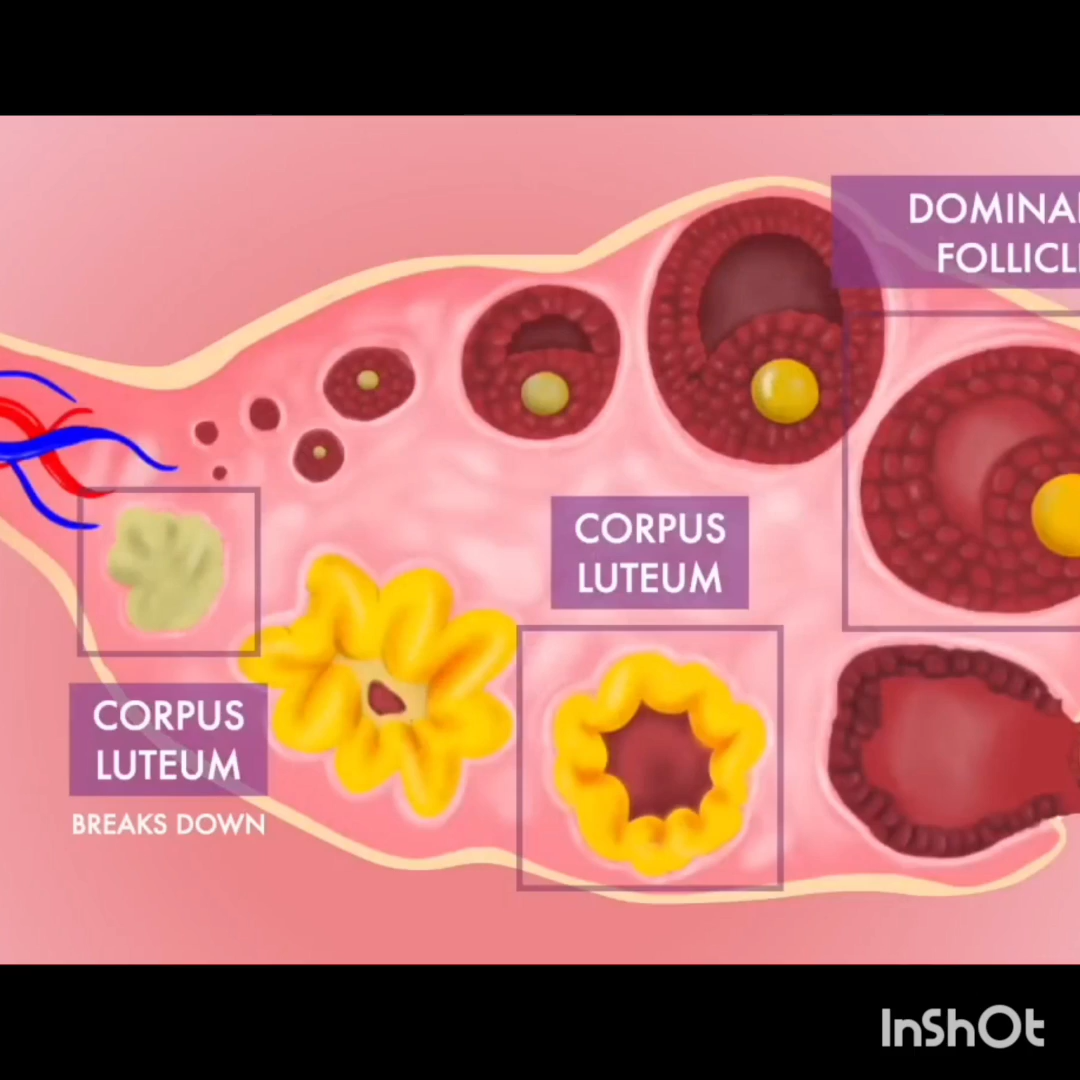 DOMINA
FOLLICL
CORPUS
LUTEUM
CORPUS
LUTEUM
BREAKS DOWN
InShOt